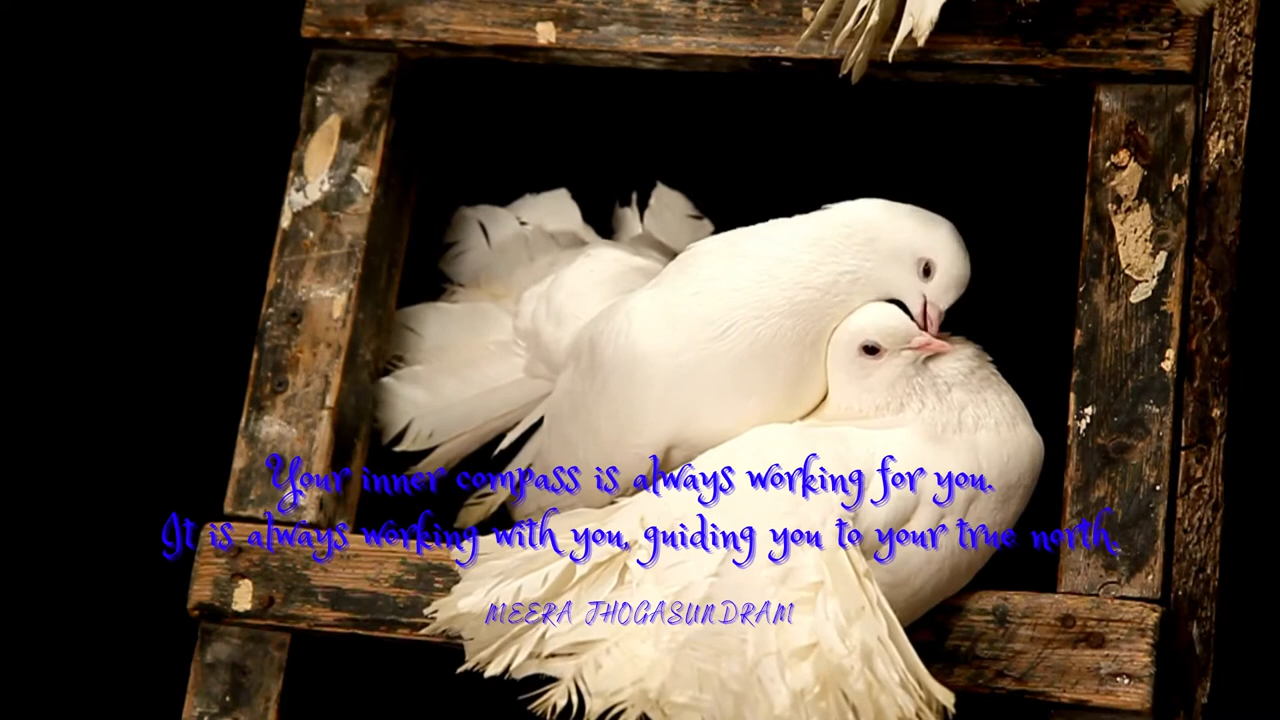 Your inner compass is always working for you.
It is always working with you, guiding you to your true north.
MEERA JHOGASUNDRAM